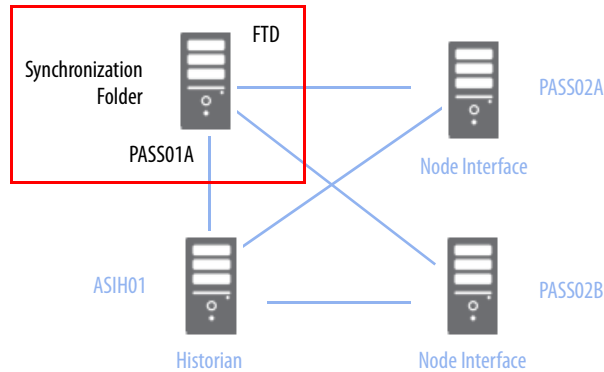 FTD
Synchronization
Folder
PASS01A
PASS02A
Node Interface
ASIH01
Historian
PASS02B
Node Interface